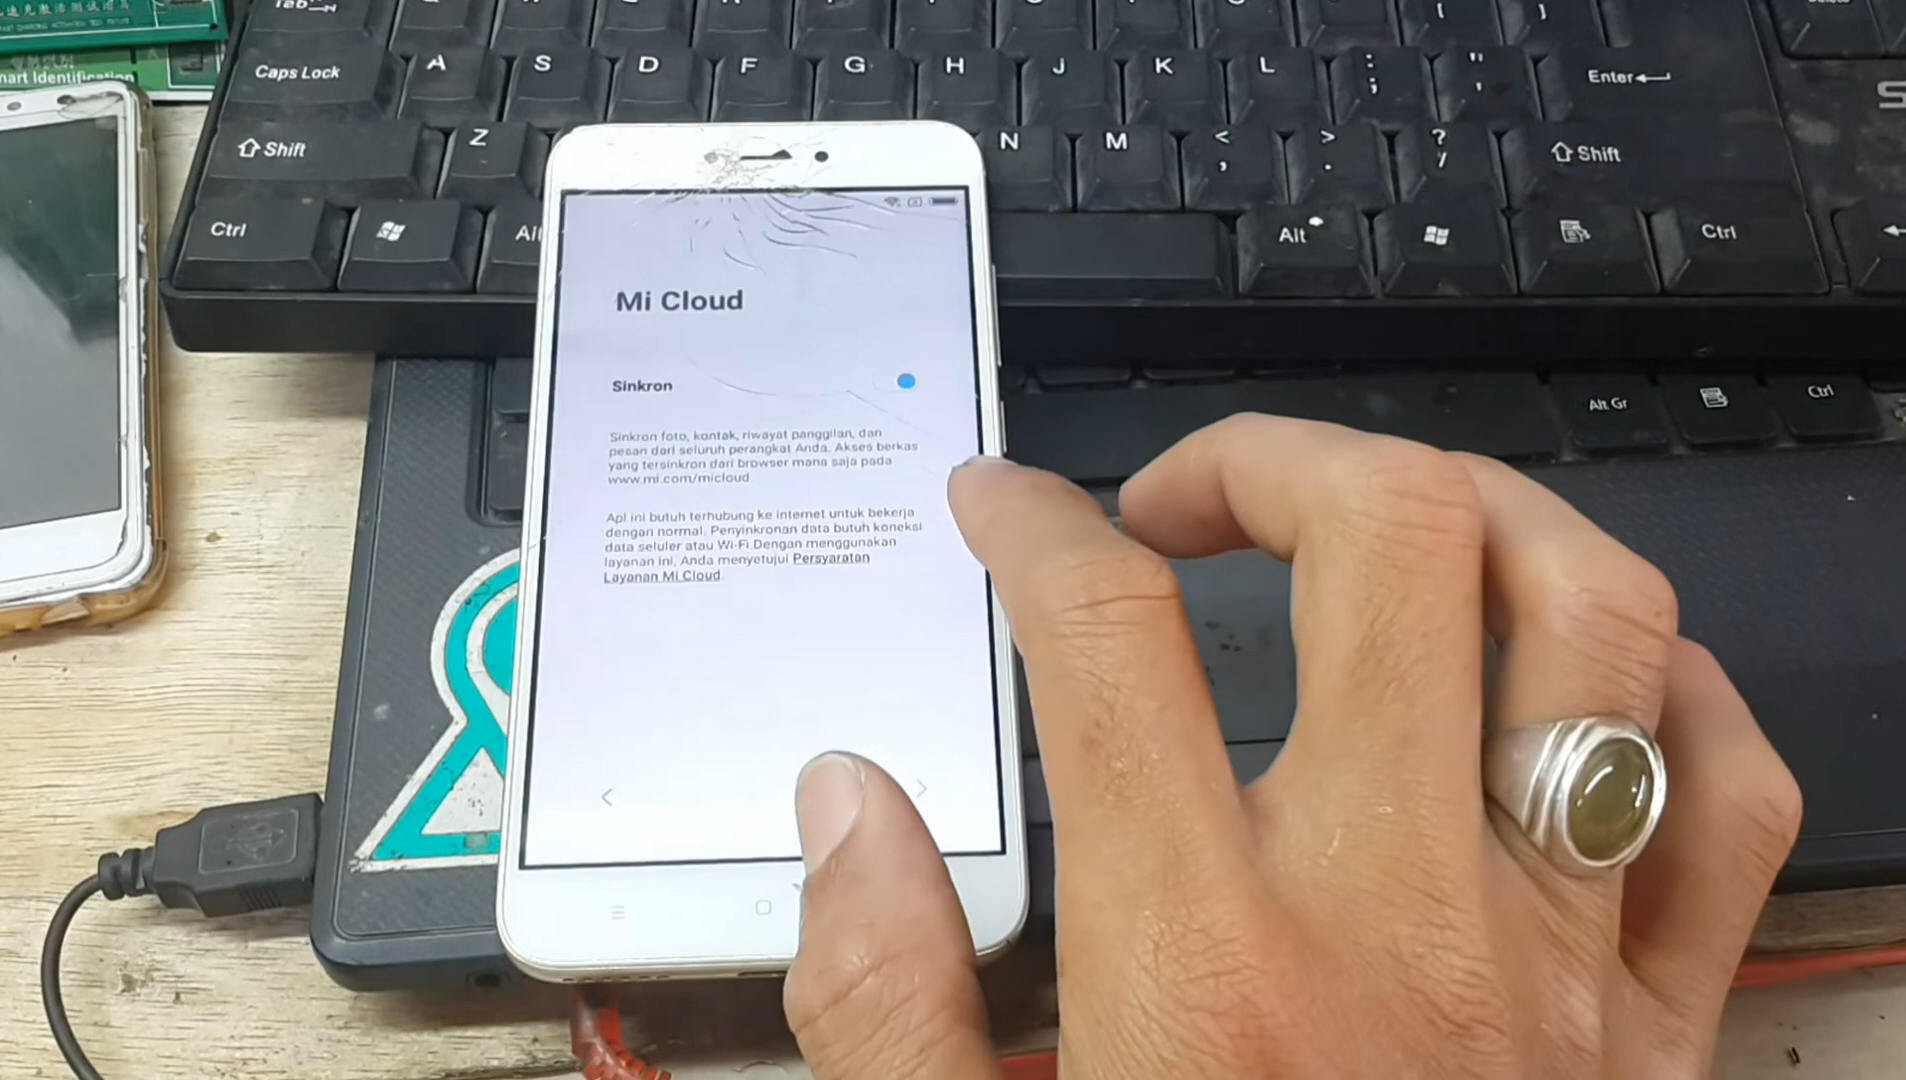 mart Identification
Tab
Caps Lock
A
S
D
F
G
H
J
K
L
:
;
"
'
Enter
Shift
Z
N
M
<
,
>
.
?
/
Shift
Ctrl
Alt
Alt
Ctrl
Mi Cloud
Sinkron
Sinkron foto, kontak, riwayat panggilan, dan
pesan dari seluruh perangkat Anda. Akses berkas
yang tersinkron dari browser mana saja pada
www.mi.com/micloud.
Api ini butuh terhubung ke internet untuk bekerja
dengan normal. Penyinkronan data butuh koneksi
data seluler atau Wi-Fi.Dengan menggunakan
layanan ini, Anda menyetujui Persyaratan
Layanan Mi Cloud.
Alt Gr
Ctrl